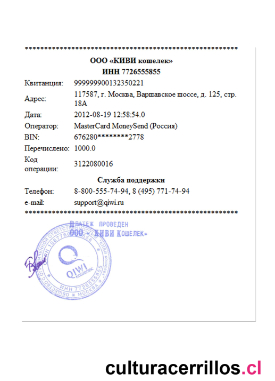 ООО «КИВИ кошелек»
ИНН 7726555855
Квитанция: 999999900132350221
Адрес: 117587, г. Москва, Варшавское шоссе, д. 125, стр. 18А
Дата: 2012-08-19 12:58:54.0
Оператор: MasterCard MoneySend (Россия)
BIN: 676280********2778
Перечислено: 1000.0
Код операции: 3122080016
Служба поддержки
Телефон: 8-800-555-74-94, 8 (495) 771-74-94
e-mail: support@qiwi.ru
ПЛАТЕЖ ПРОВЕДЕН
ООО «КИВИ КОШЕЛЕК»
QIWI
culturacerrillos.cl